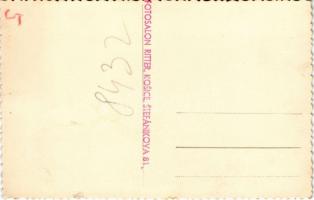 FOTOSALON RITTER, KOŠICE, ŠTEFÁNIKOVA 81.
8432